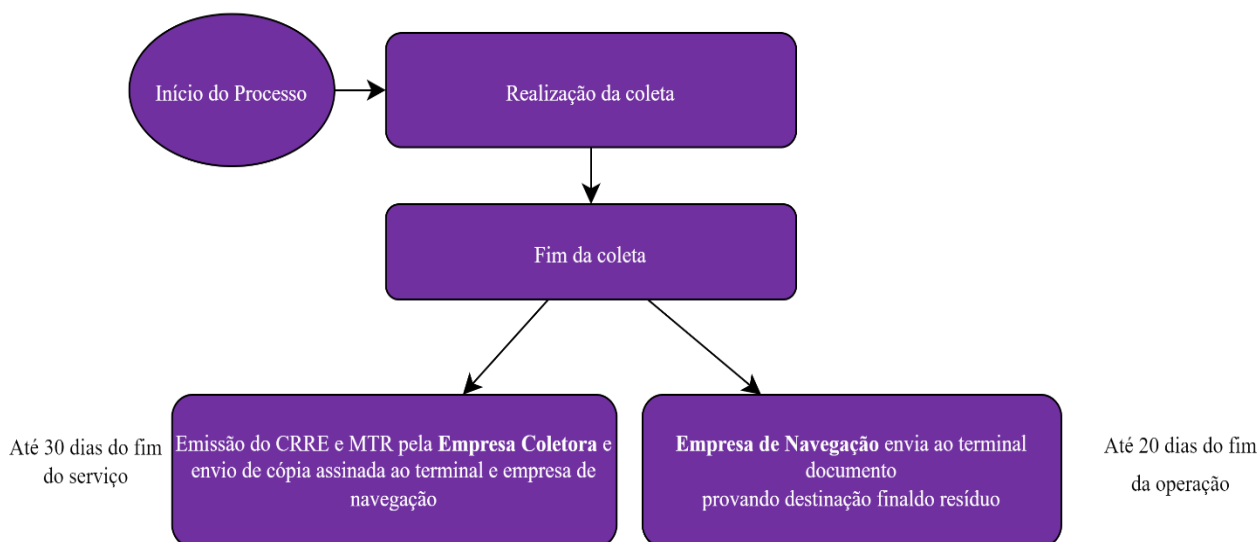 Início do Processo
Realização da coleta
Fim da coleta
Até 30 dias do fim
do serviço
Emissão do CRRE e MTR pela Empresa Coletora e
envio de cópia assinada ao terminal e empresa de
navegação
Empresa de Navegação envia ao terminal
documento
provando destinação finaldo resíduo
Até 20 dias do fim
da operação